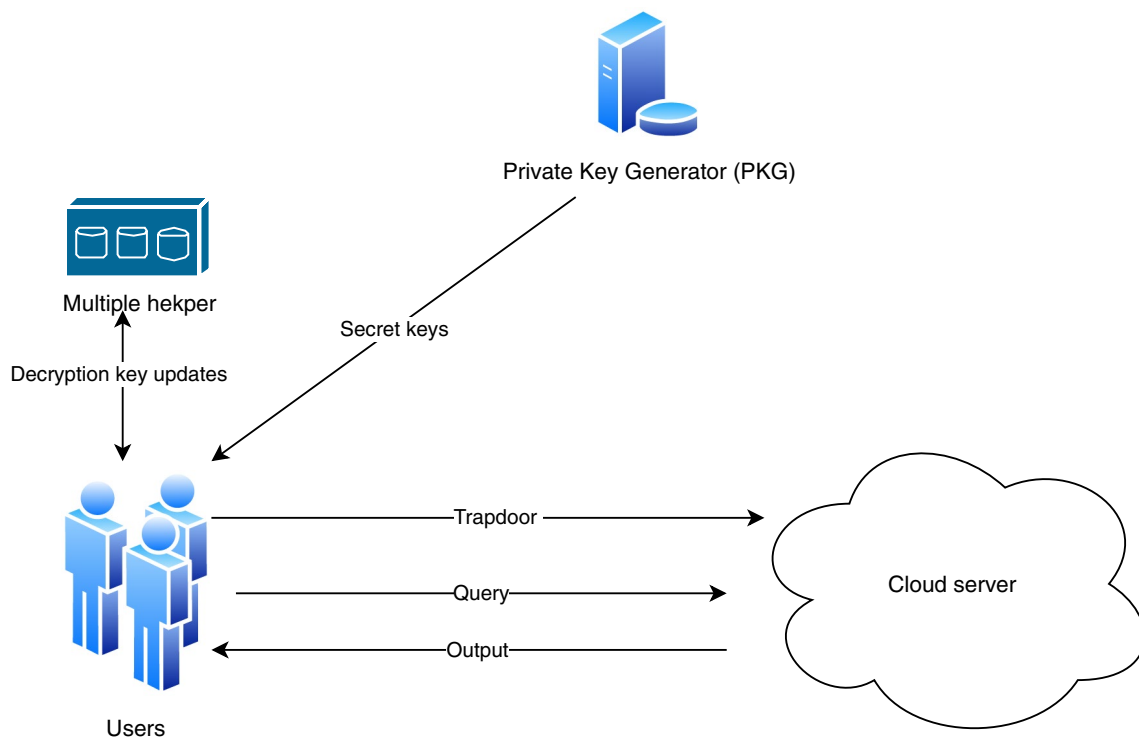 Private Key Generator (PKG)
Multiple hekper
Secret keys
Decryption key updates
Trapdoor
Query
Cloud server
Output
Users